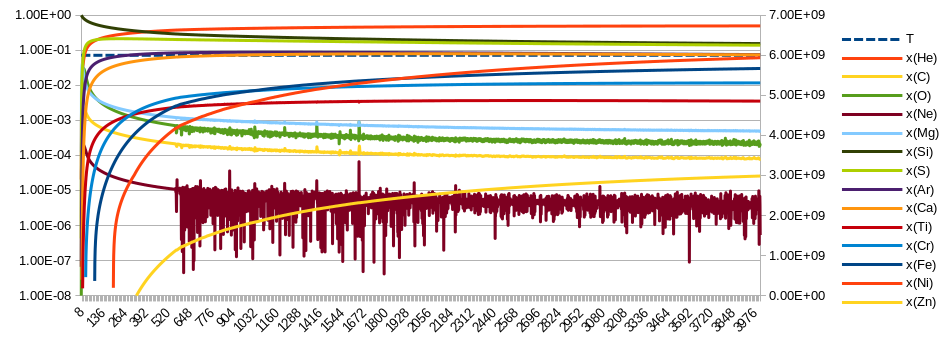 1.00E+00
1.00E-01
1.00E-02
1.00E-03
1.00E-04
1.00E-05
1.00E-06
1.00E-07
1.00E-08
7.00E+09
6.00E+09
5.00E+09
4.00E+09
3.00E+09
2.00E+09
1.00E+09
0.00E+00
8 136 264 392 520 648 776 904 1032 1160 1288 1416 1544 1672 1800 1928 2056 2184 2312 2440 2568 2696 2824 2952 3080 3208 3336 3464 3592 3720 3848 3976
T
x(He)
x(C)
x(O)
x(Ne)
x(Mg)
x(Si)
x(S)
x(Ar)
x(Ca)
x(Ti)
x(Cr)
x(Fe)
x(Ni)
x(Zn)